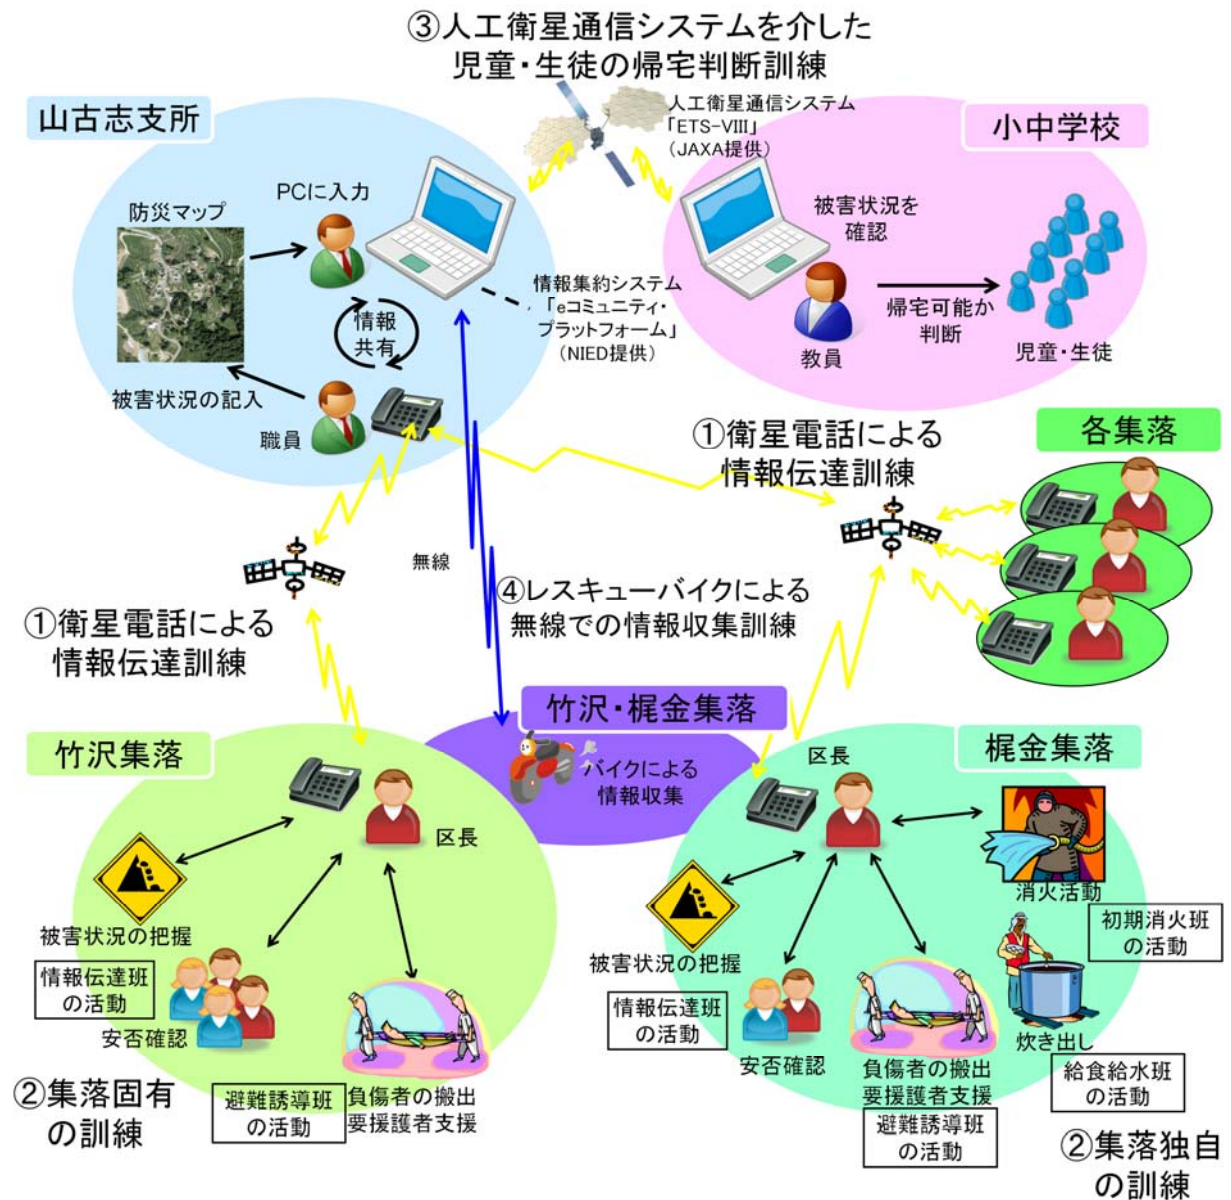 ③人工衛星通信システムを介した
児童・生徒の帰宅判断訓練
山古志支所
人工衛星通信システム
「ETS-VIII」
（JAXA提供）
小中学校
防災マップ
PCに入力
情報
共有
被害状況の記入
職員
情報集約システム
「eコミュニティ・
プラットフォーム」
（NIED提供）
被害状況を
確認
教員
帰宅可能か
判断
児童・生徒
①衛星電話による
情報伝達訓練
各集落
無線
④レスキューバイクによる
無線での情報収集訓練
①衛星電話による
情報伝達訓練
竹沢・梶金集落
バイクによる
情報収集
竹沢集落
区長
被害状況の把握
情報伝達班
の活動
安否確認
避難誘導班
の活動
負傷者の搬出
要援護者支援
②集落固有
の訓練
梶金集落
区長
消火活動
初期消火班
の活動
被害状況の把握
情報伝達班
の活動
安否確認
負傷者の搬出
要援護者支援
避難誘導班
の活動
炊き出し
給食給水班
の活動
②集落独自
の訓練